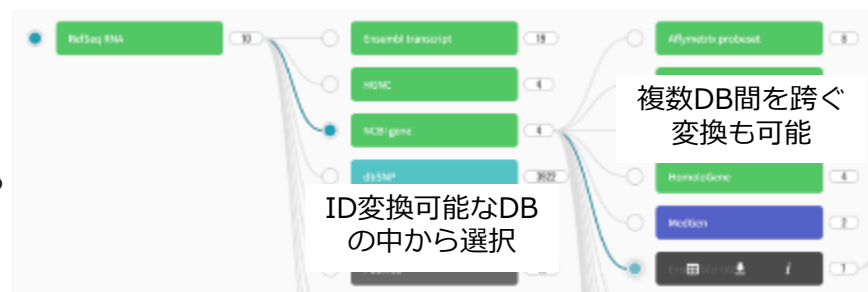 RefSeq RNA
10
Ensembl transcript
19
Affymetrix probeset
8
HGNC
4
複数DB間を跨ぐ
変換も可能
NCBI gene
4
dbSNP
3922
HomoloGene
4
ID変換可能なDB
の中から選択
MedGen
2
i
1